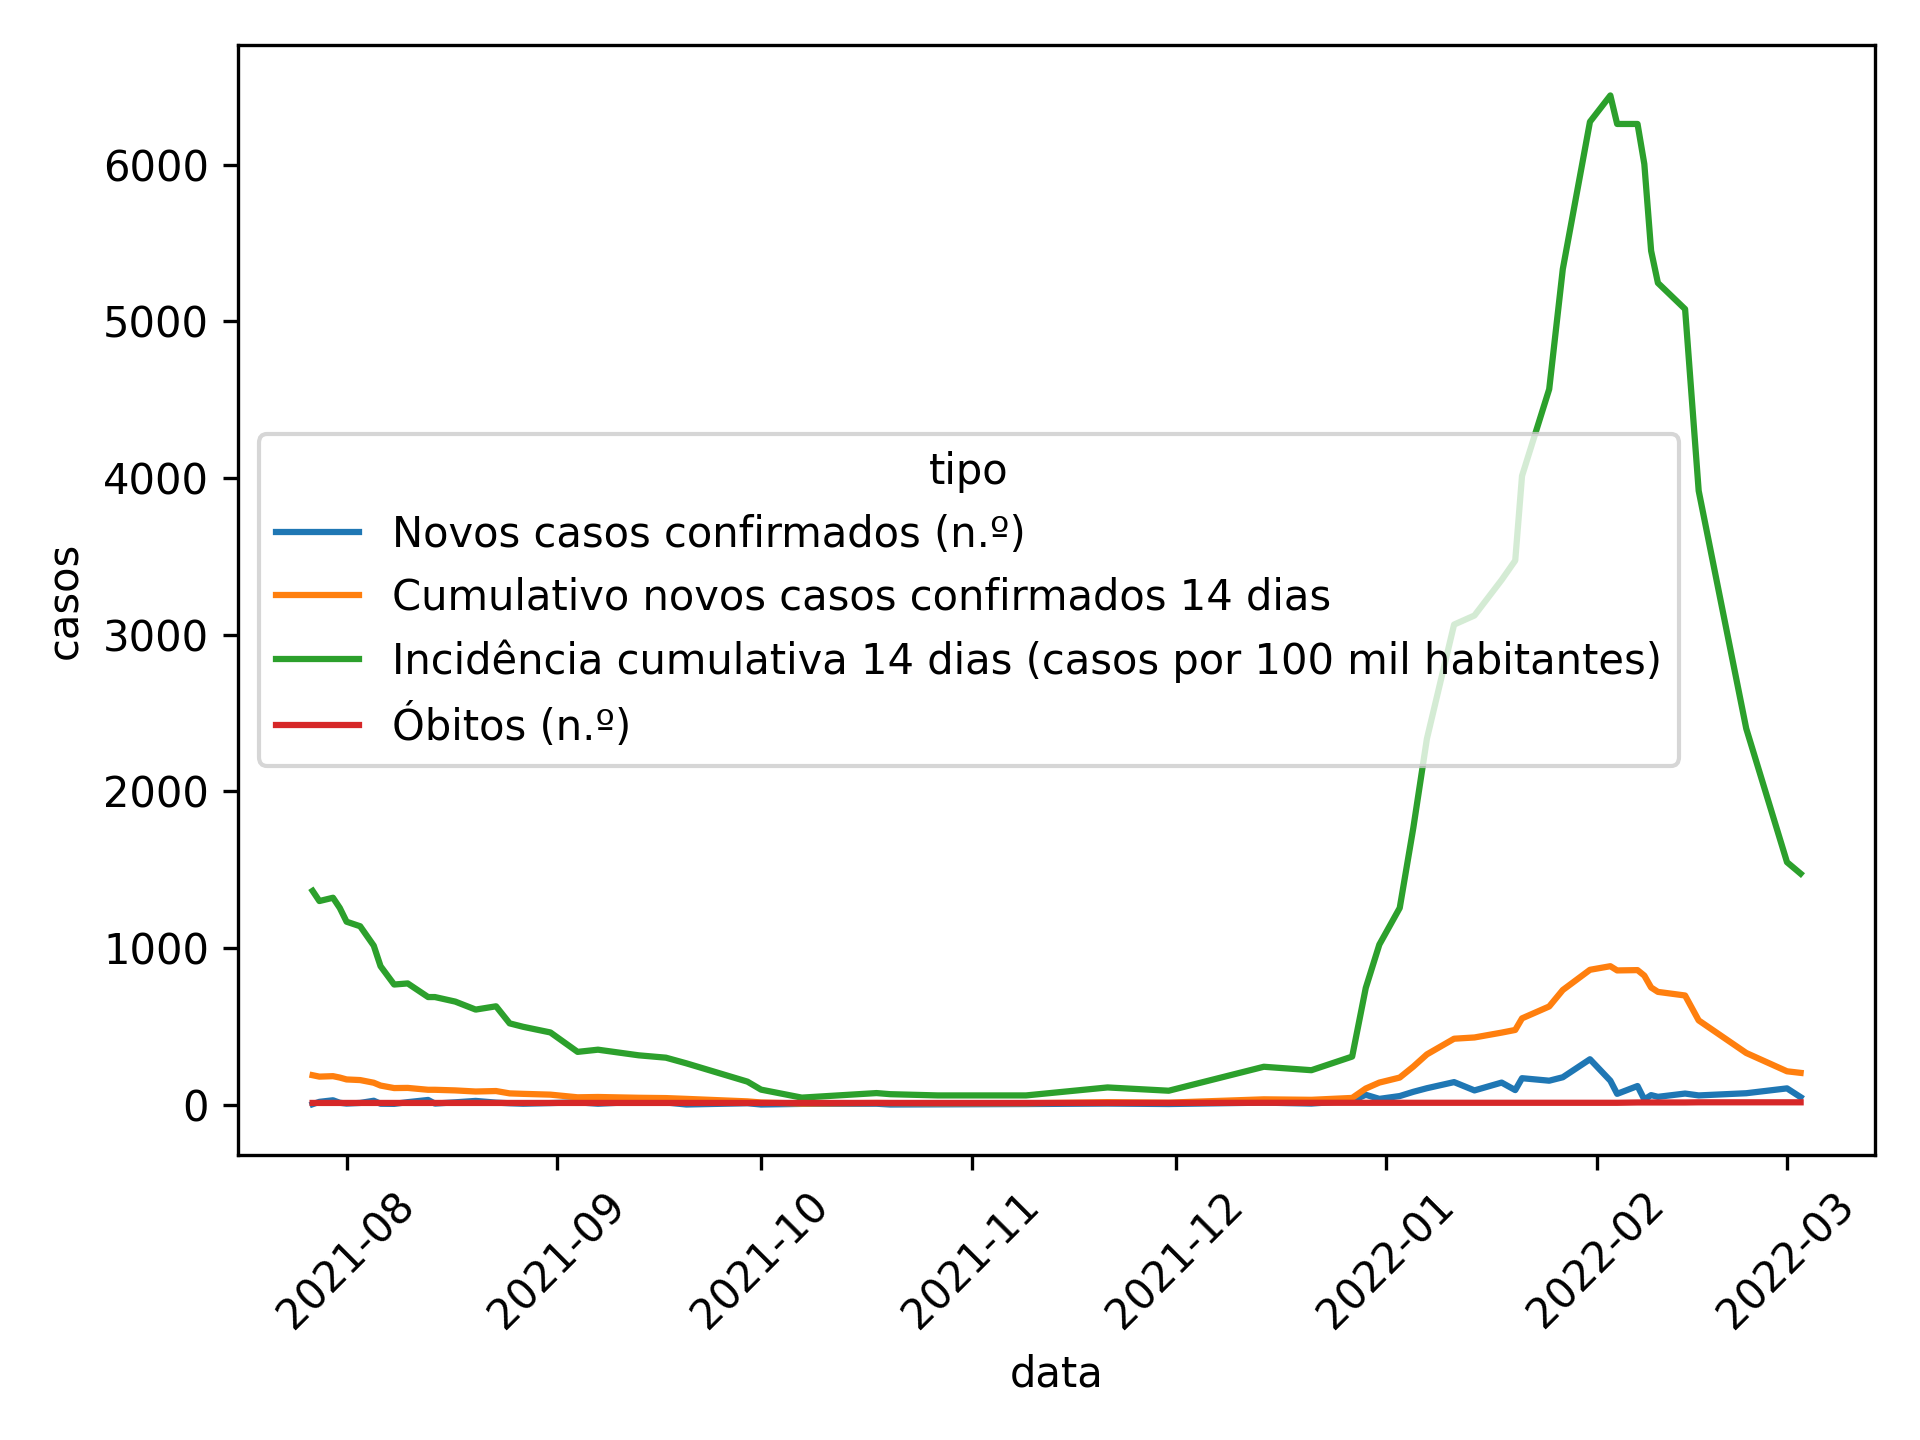 6000
5000
4000
3000
2000
1000
0
casos
tipo
Novos casos confirmados (n.º)
Cumulativo novos casos confirmados 14 dias
Incidência cumulativa 14 dias (casos por 100 mil habitantes)
Óbitos (n.º)
2021-08
2021-09
2021-10
2021-11
2021-12
2022-01
2022-02
2022-03
data